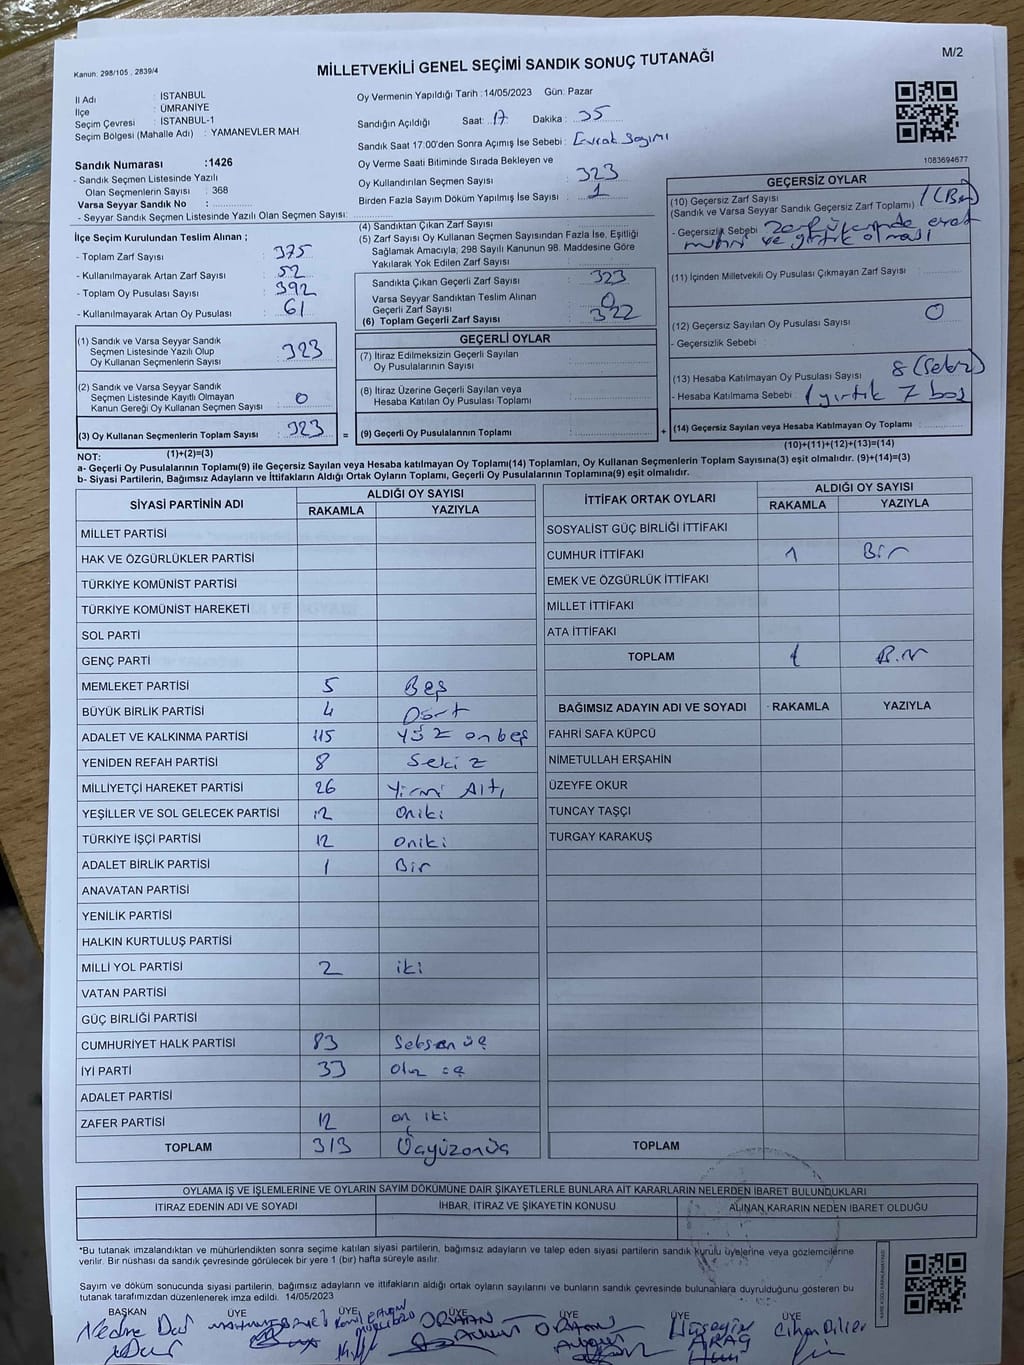 M/2
Kanun: 298/105 , 2839/4
MİLLETVEKİLİ GENEL SEÇİMİ SANDIK SONUÇ TUTANAĞI
İl Adı : İSTANBUL
İlçe : ÜMRANİYE
Seçim Çevresi : İSTANBUL-1
Seçim Bölgesi (Mahalle Adı) : YAMANEVLER MAH.
Sandık Numarası :1426
- Sandık Seçmen Listesinde Yazılı
Olan Seçmenlerin Sayısı : 368
Varsa Seyyar Sandık No :
- Seyyar Sandık Seçmen Listesinde Yazılı Olan Seçmen Sayısı:
Oy Vermenin Yapıldığı Tarih :14/05/2023 Gün: Pazar
Sandığın Açıldığı Saat: 17 Dakika : 35
Sandık Saat 17:00'den Sonra Açımış İse Sebebi : Evrak Sayımı
Oy Verme Saati Bitiminde Sırada Bekleyen ve
Oy Kullandırılan Seçmen Sayısı : 323
Birden Fazla Sayım Döküm Yapılmış İse Sayısı : 1
1083694677
İlçe Seçim Kurulundan Teslim Alınan ;
- Toplam Zarf Sayısı : 375
- Kullanılmayarak Artan Zarf Sayısı : 52
- Toplam Oy Pusulası Sayısı : 392
- Kullanılmayarak Artan Oy Pusulası : 61
(1) Sandık ve Varsa Seyyar Sandık
Seçmen Listesinde Yazılı Olup
Oy Kullanan Seçmenlerin Sayısı : 323
(2) Sandık ve Varsa Seyyar Sandık
Seçmen Listesinde Kayıtlı Olmayan
Kanun Gereği Oy Kullanan Seçmen Sayısı : 0
(3) Oy Kullanan Seçmenlerin Toplam Sayısı : 323
(1)+(2)=(3)
(4) Sandıktan Çıkan Zarf Sayısı :
(5) Zarf Sayısı Oy Kullanan Seçmen Sayısından Fazla İse, Eşitliği
Sağlamak Amacıyla; 298 Sayılı Kanunun 98. Maddesine Göre
Yakılarak Yok Edilen Zarf Sayısı :
Sandıkta Çıkan Geçerli Zarf Sayısı : 323
Varsa Seyyar Sandıktan Teslim Alınan
Geçerli Zarf Sayısı : 0
(6) Toplam Geçerli Zarf Sayısı : 322
GEÇERLİ OYLAR
(7) İtiraz Edilmeksizin Geçerli Sayılan
Oy Pusulalarının Sayısı :
(8) İtiraz Üzerine Geçerli Sayılan veya
Hesaba Katılan Oy Pusulası Toplamı :
= (9) Geçerli Oy Pusulalarının Toplamı : +
GEÇERSİZ OYLAR
(10) Geçersiz Zarf Sayısı : 1 (Bir)
(Sandık ve Varsa Seyyar Sandık Geçersiz Zarf Toplamı)
- Geçersizlik Sebebi : zarf üzerinde evet
mührü ve yırtık olması
(11) İçinden Milletvekili Oy Pusulası Çıkmayan Zarf Sayısı :
(12) Geçersiz Sayılan Oy Pusulası Sayısı : 0
- Geçersizlik Sebebi :
(13) Hesaba Katılmayan Oy Pusulası Sayısı : 8 (Sekiz)
- Hesaba Katılmama Sebebi : 1 yırtık 7 boş
(14) Geçersiz Sayılan veya Hesaba Katılmayan Oy Toplamı :
(10)+(11)+(12)+(13)=(14)
NOT:
a- Geçerli Oy Pusulalarının Toplamı(9) ile Geçersiz Sayılan veya Hesaba katılmayan Oy Toplamı(14) Toplamları, Oy Kullanan Seçmenlerin Toplam Sayısına(3) eşit olmalıdır. (9)+(14)=(3)
b- Siyasi Partilerin, Bağımsız Adayların ve İttifakların Aldığı Oyların Toplamı, Geçerli Oy Pusulalarının Toplamına(9) eşit olmalıdır.
SİYASİ PARTİNİN ADI
ALDIĞI OY SAYISI
RAKAMLA YAZIYLA
MİLLET PARTİSİ
HAK VE ÖZGÜRLÜKLER PARTİSİ
TÜRKİYE KOMÜNİST PARTİSİ
TÜRKİYE KOMÜNİST HAREKETİ
SOL PARTİ
GENÇ PARTİ
MEMLEKET PARTİSİ 5 Beş
BÜYÜK BİRLİK PARTİSİ 4 Dört
ADALET VE KALKINMA PARTİSİ 115 Yüz onbeş
YENİDEN REFAH PARTİSİ 8 Sekiz
MİLLİYETÇİ HAREKET PARTİSİ 26 Yirmi Altı
YEŞİLLER VE SOL GELECEK PARTİSİ 12 Oniki
TÜRKİYE İŞÇİ PARTİSİ 12 Oniki
ADALET BİRLİK PARTİSİ 1 Bir
ANAVATAN PARTİSİ
YENİLİK PARTİSİ
HALKIN KURTULUŞ PARTİSİ
MİLLİ YOL PARTİSİ 2 iki
VATAN PARTİSİ
GÜÇ BİRLİĞİ PARTİSİ
CUMHURİYET HALK PARTİSİ 83 Seksen üç
İYİ PARTİ 33 Otuz üç
ADALET PARTİSİ
ZAFER PARTİSİ 12 on iki
TOPLAM 313 Üçyüzonüç
İTTİFAK ORTAK OYLARI
ALDIĞI OY SAYISI
RAKAMLA YAZIYLA
SOSYALİST GÜÇ BİRLİĞİ İTTİFAKI
CUMHUR İTTİFAKI 1 Bir
EMEK VE ÖZGÜRLÜK İTTİFAKI
MİLLET İTTİFAKI
ATA İTTİFAKI
TOPLAM 1 Bir
BAĞIMSIZ ADAYIN ADI VE SOYADI RAKAMLA YAZIYLA
FAHRİ SAFA KÜPCÜ
NİMETULLAH ERŞAHİN
ÜZEYFE OKUR
TUNCAY TAŞÇI
TURGAY KARAKUŞ
TOPLAM
OYLAMA İŞ VE İŞLEMLERİNE VE OYLARIN SAYIM DÖKÜMÜNE DAİR ŞİKAYETLERLE BUNLARA AİT KARARLARIN NELERDEN İBARET BULUNDUKLARI
İTİRAZ EDENİN ADI VE SOYADI İHBAR, İTİRAZ VE ŞİKAYETİN KONUSU ALINAN KARARIN NEDEN İBARET OLDUĞU
*Bu tutanak imzalandıktan ve mühürlendikten sonra seçime katılan siyasi partilerin, bağımsız adayların ve talep eden siyasi partilerin sandık kurulu üyelerine veya gözlemcilerine
verilir. Bir nüshası da sandık çevresinde görülecek bir yere 1 (bir) hafta süreyle asılır.
Sayım ve döküm sonucunda siyasi partilerin, bağımsız adayların ve ittifakların aldığı ortak oyların sayılarını ve bunların sandık çevresinde bulunanlara duyrulduğunu gösteren bu
tutanak tarafımızdan düzenlenerek imza edildi. 14/05/2023
BAŞKAN ÜYE ÜYE ÜYE ÜYE ÜYE ÜYE
ORHAN Hüseyin Cihan Dilier
ARAÇ